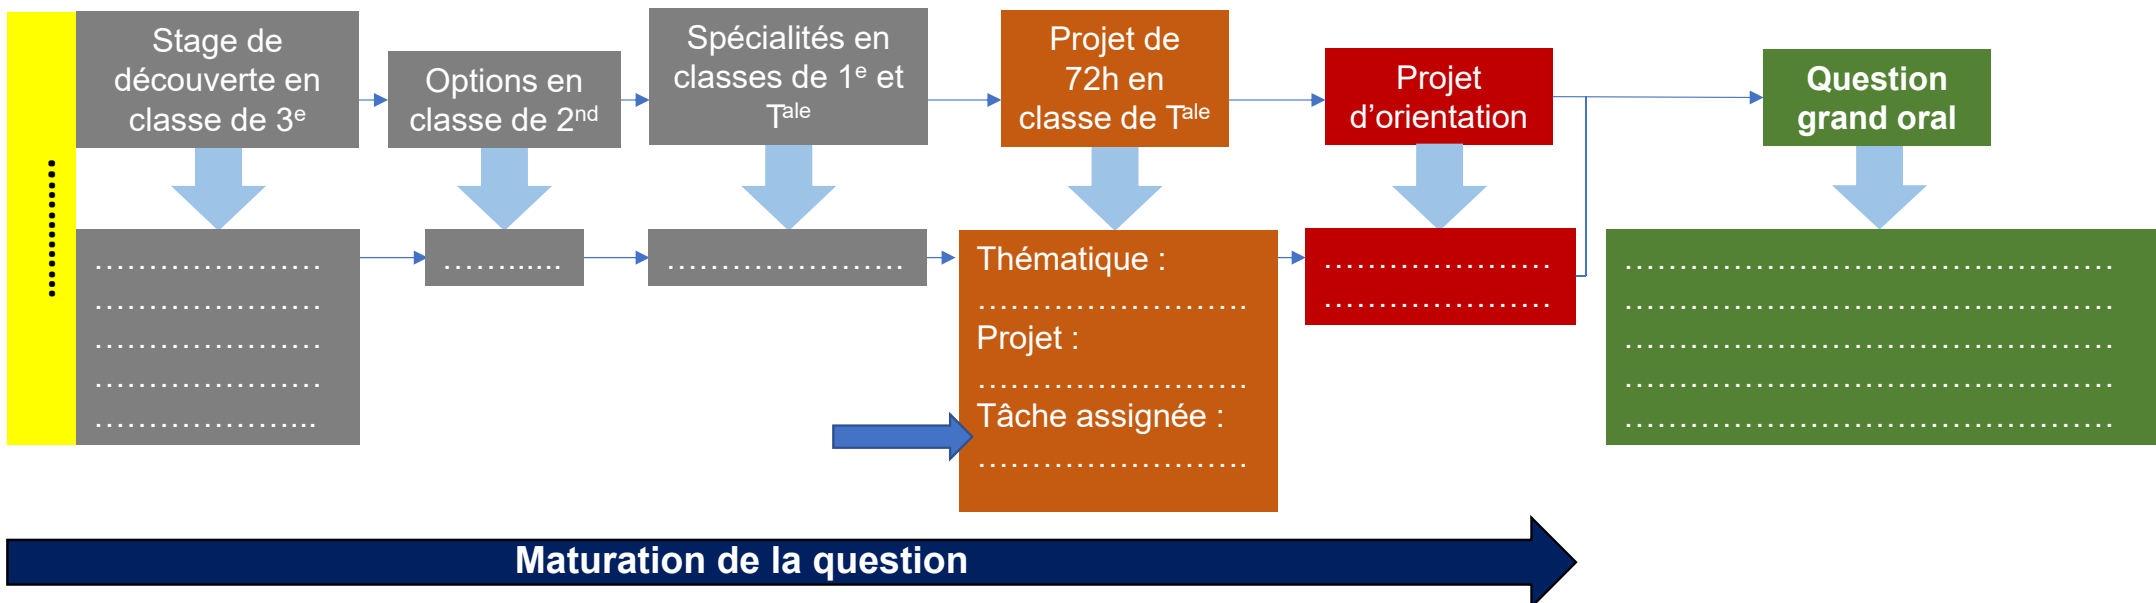 Stage de
découverte en
classe de 3e
Options en
classe de 2nd
Spécialités en
classes de 1e et
Tale
Projet de
72h en
classe de Tale
Projet
d’orientation
Question
grand oral
…………
…………………
…………………
…………………
…………………
…………………
………....
…………………
Thématique :
……………………
Projet :
……………………
Tâche assignée :
……………………
…………………
…………………
………………………………………
………………………………………
………………………………………
………………………………………
………………………………………
Maturation de la question